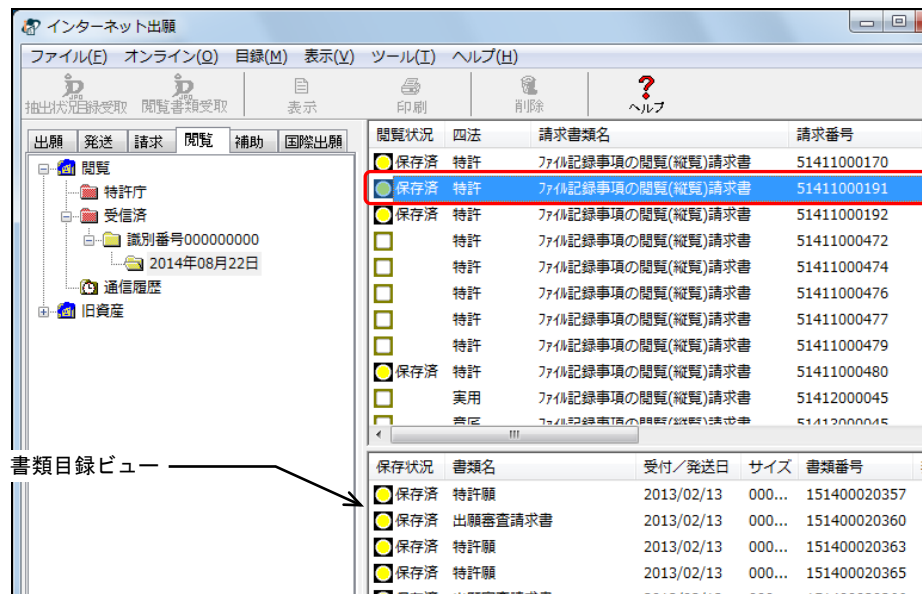 インターネット出願
ファイル(F) オンライン(O) 目録(M) 表示(V) ツール(T) ヘルプ(H)
抽出状況目録受取 閲覧書類受取 表示 印刷 削除 ヘルプ
出願 発送 請求 閲覧 補助 国際出願
閲覧
特許庁
受信済
識別番号000000000
2014年08月22日
通信履歴
旧資産
閲覧状況 四法 請求書類名 請求番号
保存済 特許 ファイル記録事項の閲覧(縦覧)請求書 51411000170
保存済 特許 ファイル記録事項の閲覧(縦覧)請求書 51411000191
保存済 特許 ファイル記録事項の閲覧(縦覧)請求書 51411000192
特許 ファイル記録事項の閲覧(縦覧)請求書 51411000472
特許 ファイル記録事項の閲覧(縦覧)請求書 51411000474
特許 ファイル記録事項の閲覧(縦覧)請求書 51411000476
特許 ファイル記録事項の閲覧(縦覧)請求書 51411000477
特許 ファイル記録事項の閲覧(縦覧)請求書 51411000479
保存済 特許 ファイル記録事項の閲覧(縦覧)請求書 51411000480
実用 ファイル記録事項の閲覧(縦覧)請求書 51412000045
書類目録ビュー
保存状況 書類名 受付／発送日 サイズ 書類番号
保存済 特許願 2013/02/13 000... 151400020357
保存済 出願審査請求書 2013/02/13 000... 151400020360
保存済 特許願 2013/02/13 000... 151400020363
保存済 特許願 2013/02/13 000... 151400020365